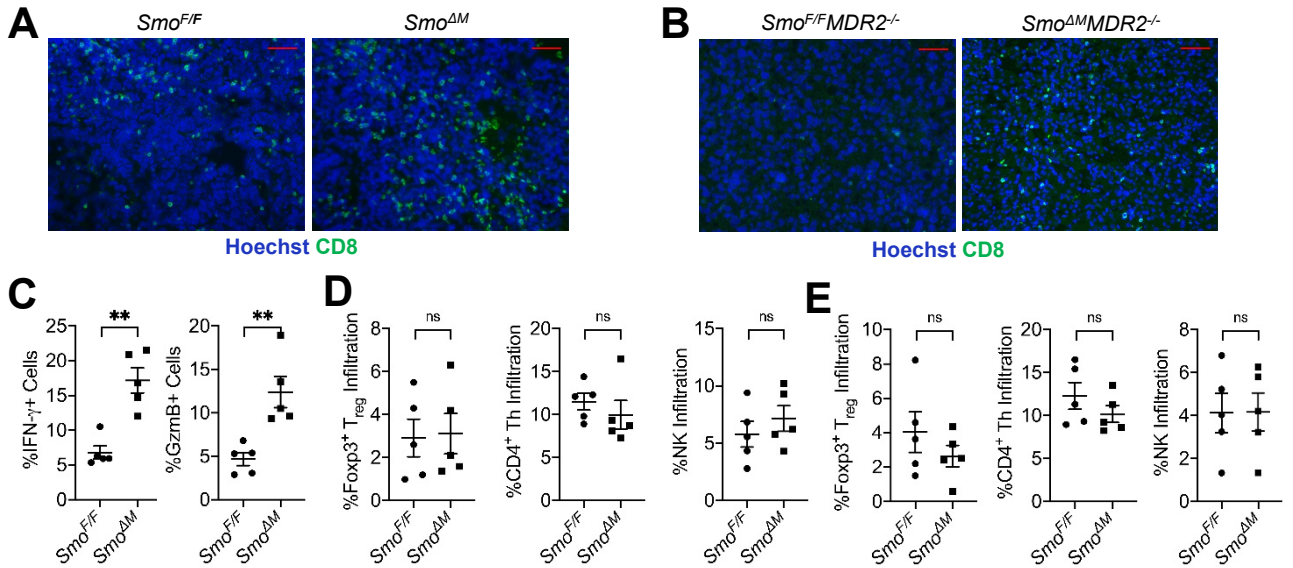 A
Smo^F/F
Smo^ΔM
Hoechst CD8
B
Smo^F/F MDR2^-/-
Smo^ΔM MDR2^-/-
Hoechst CD8
C
%IFN-γ+ Cells
25
20
15
10
5
0
**
Smo^F/F
Smo^ΔM
%GzmB+ Cells
20
15
10
5
0
**
Smo^F/F
Smo^ΔM
D
%Foxp3^+ T_reg Infiltration
8
6
4
2
0
ns
Smo^F/F
Smo^ΔM
%CD4^+ Th Infiltration
20
15
10
5
0
ns
Smo^F/F
Smo^ΔM
%NK Infiltration
15
10
5
0
ns
Smo^F/F
Smo^ΔM
E
%Foxp3^+ T_reg Infiltration
10
8
6
4
2
0
ns
Smo^F/F
Smo^ΔM
%CD4^+ Th Infiltration
20
15
10
5
0
ns
Smo^F/F
Smo^ΔM
%NK Infiltration
8
6
4
2
0
ns
Smo^F/F
Smo^ΔM